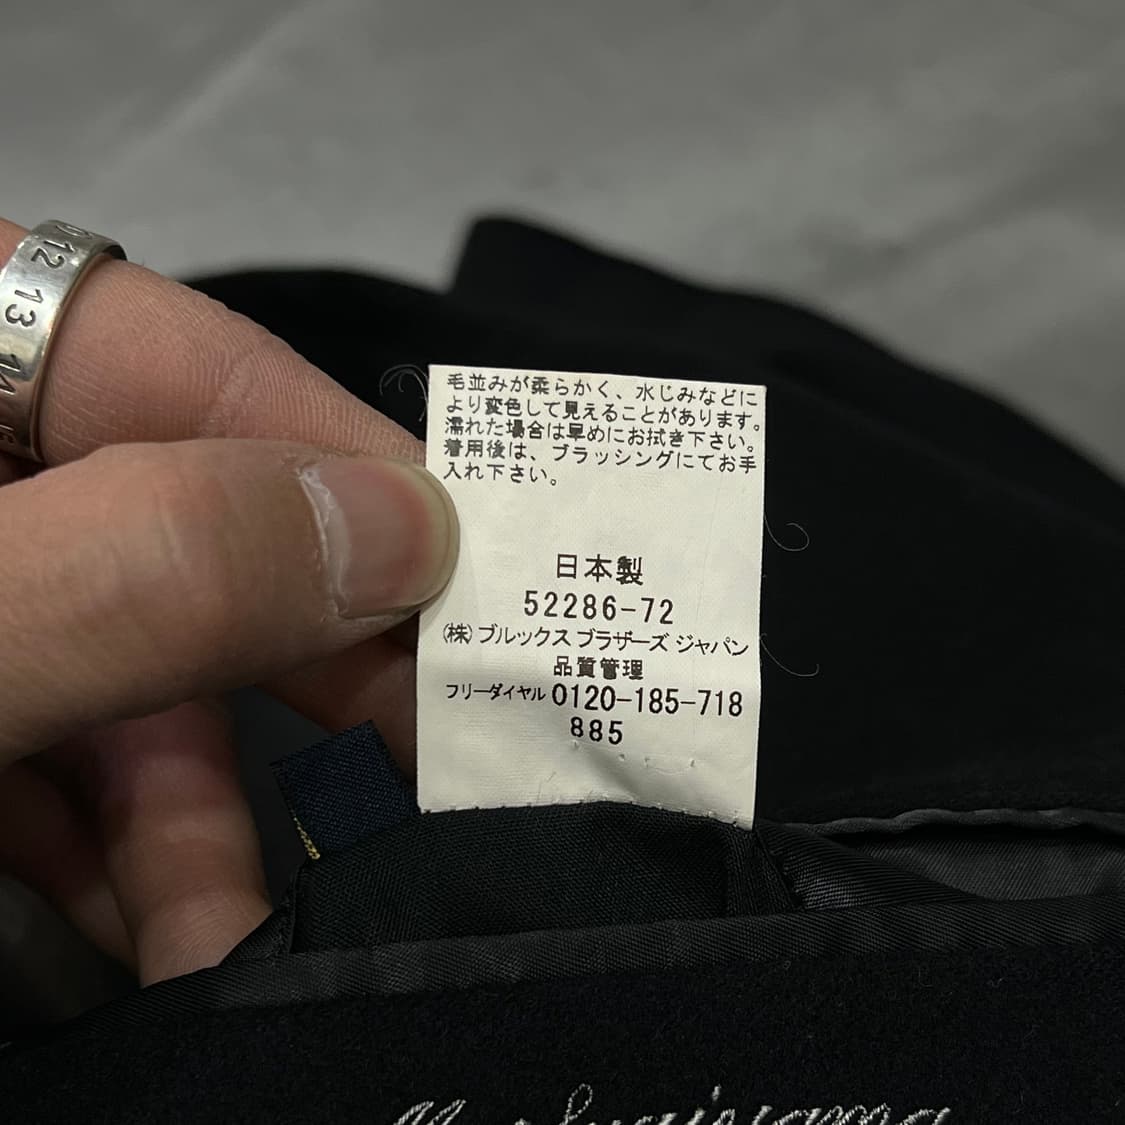 12
13
14
毛並みが柔らかく、水じみなどに
より変色して見えることがあります。
濡れた場合は早めにお拭き下さい。
着用後は、ブラッシングにてお手
入れ下さい。
日本製
52286-72
(株)ブルックス ブラザーズ ジャパン
品質管理
フリーダイヤル 0120-185-718
885